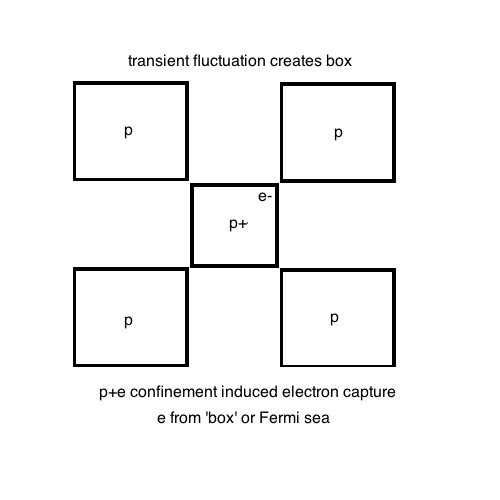 transient fluctuation creates box
p
p
e-
p+
p
p
p+e confinement induced electron capture
e from 'box' or Fermi sea